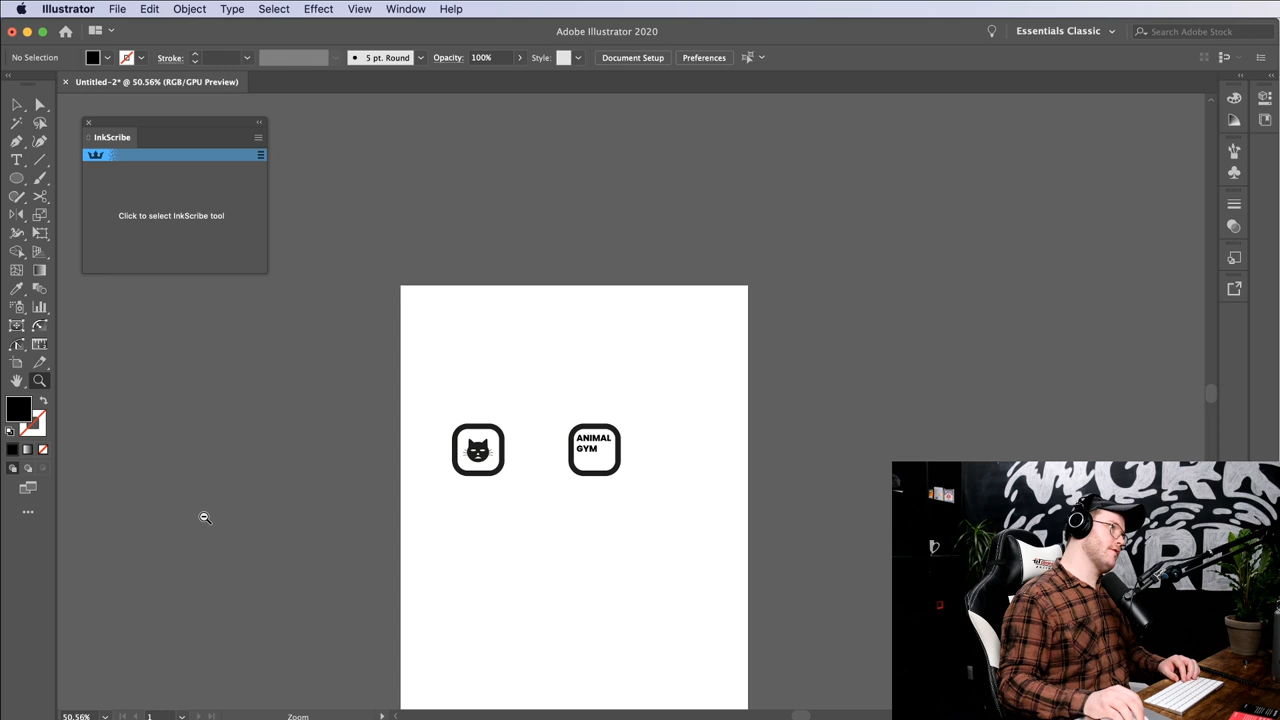 Illustrator File Edit Object Type Select Effect View Window Help
Adobe Illustrator 2020
Essentials Classic
Search Adobe Stock
No Selection
Stroke:
5 pt. Round
Opacity: 100%
Style:
Document Setup
Preferences
Untitled-2* @ 50.56% (RGB/GPU Preview)
InkScribe
Click to select InkScribe tool
ANIMAL
GYM
50.56%
1
Zoom